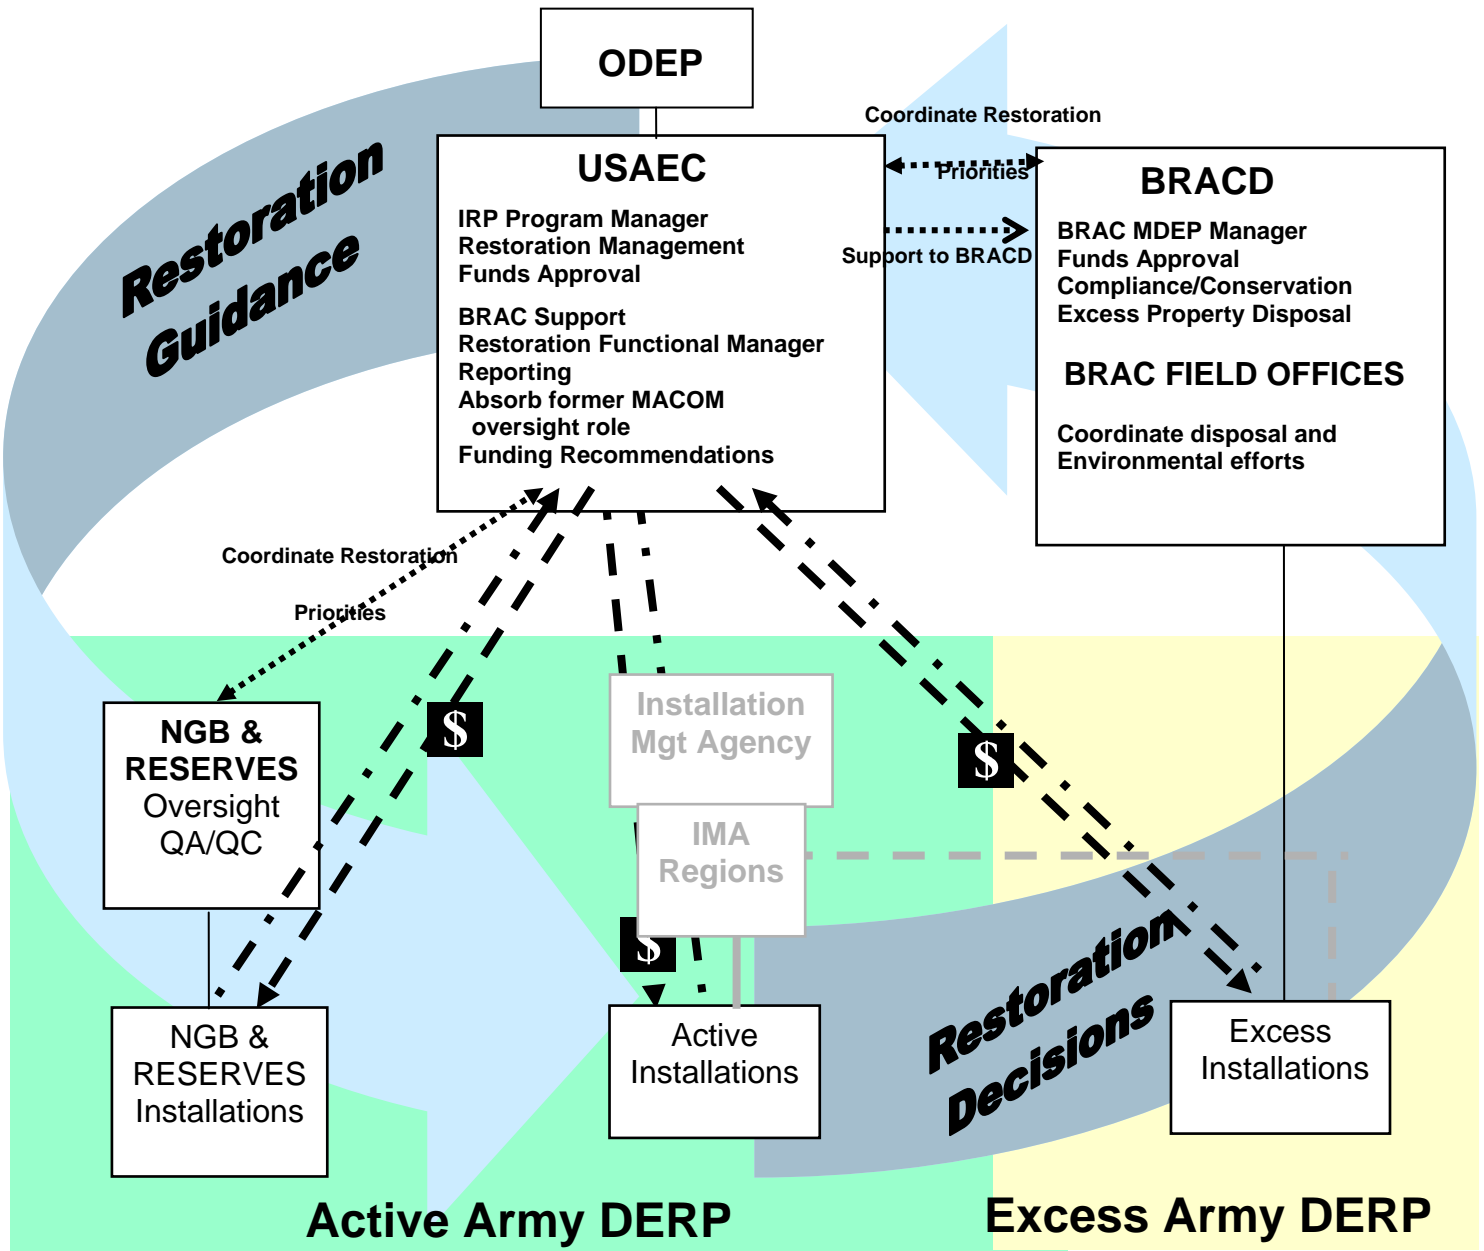 ODEP
Coordinate Restoration
Priorities
Support to BRACD
USAEC
IRP Program Manager
Restoration Management
Funds Approval
BRAC Support
Restoration Functional Manager
Reporting
Absorb former MACOM
oversight role
Funding Recommendations
BRACD
BRAC MDEP Manager
Funds Approval
Compliance/Conservation
Excess Property Disposal
BRAC FIELD OFFICES
Coordinate disposal and
Environmental efforts
Restoration
Guidance
Coordinate Restoration
Priorities
NGB &
RESERVES
Oversight
QA/QC
$
Installation
Mgt Agency
$
IMA
Regions
$
NGB &
RESERVES
Installations
Active
Installations
Restoration
Decisions
Excess
Installations
Active Army DERP
Excess Army DERP